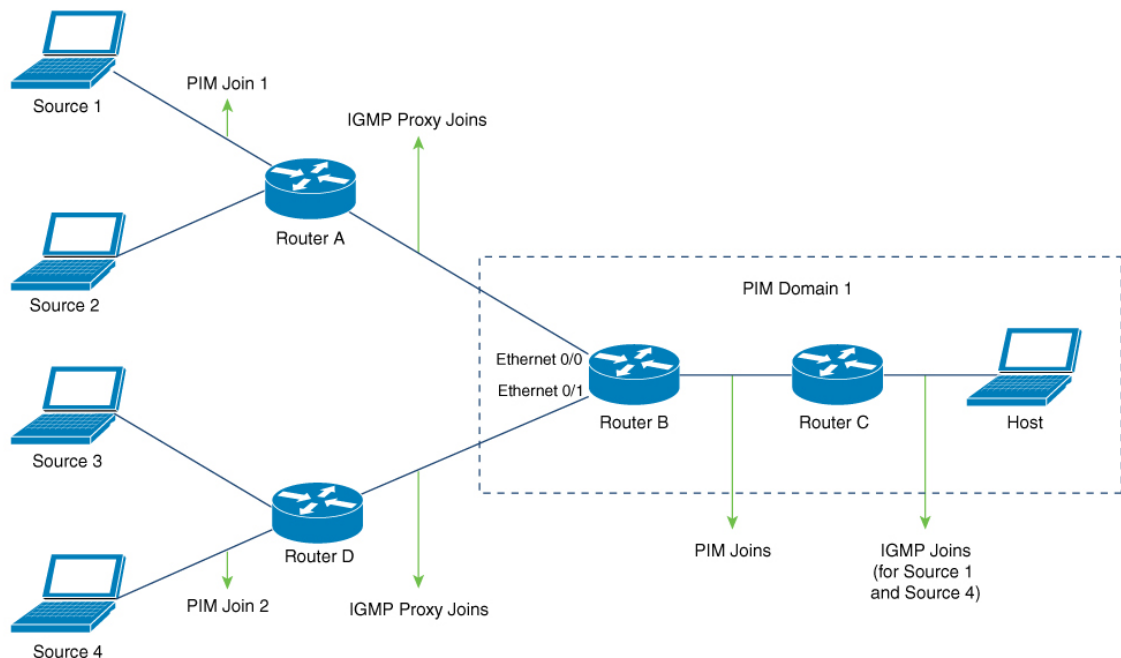 Source 1
PIM Join 1
IGMP Proxy Joins
Router A
Source 2
PIM Domain 1
Ethernet 0/0
Ethernet 0/1
Router B
Router C
Host
Source 3
Router D
PIM Joins
IGMP Joins
(for Source 1
and Source 4)
PIM Join 2
IGMP Proxy Joins
Source 4